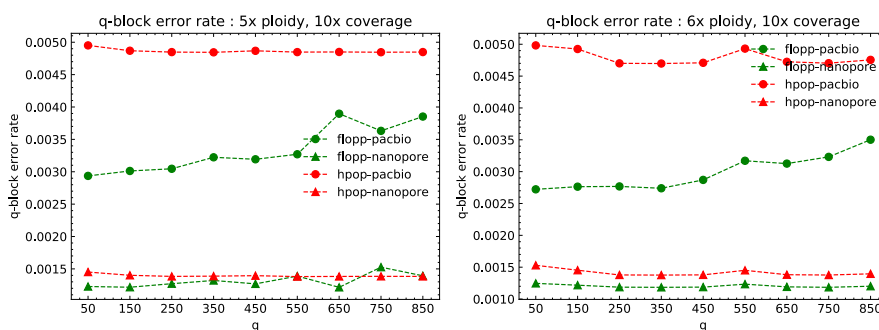 q-block error rate : 5x ploidy, 10x coverage
q-block error rate
0.0050
0.0045
0.0040
0.0035
0.0030
0.0025
0.0020
0.0015
flopp-pacbio
flopp-nanopore
hpop-pacbio
hpop-nanopore
50 150 250 350 450 550 650 750 850
q
q-block error rate : 6x ploidy, 10x coverage
q-block error rate
0.0050
0.0045
0.0040
0.0035
0.0030
0.0025
0.0020
0.0015
0.0010
flopp-pacbio
flopp-nanopore
hpop-pacbio
hpop-nanopore
50 150 250 350 450 550 650 750 850
q